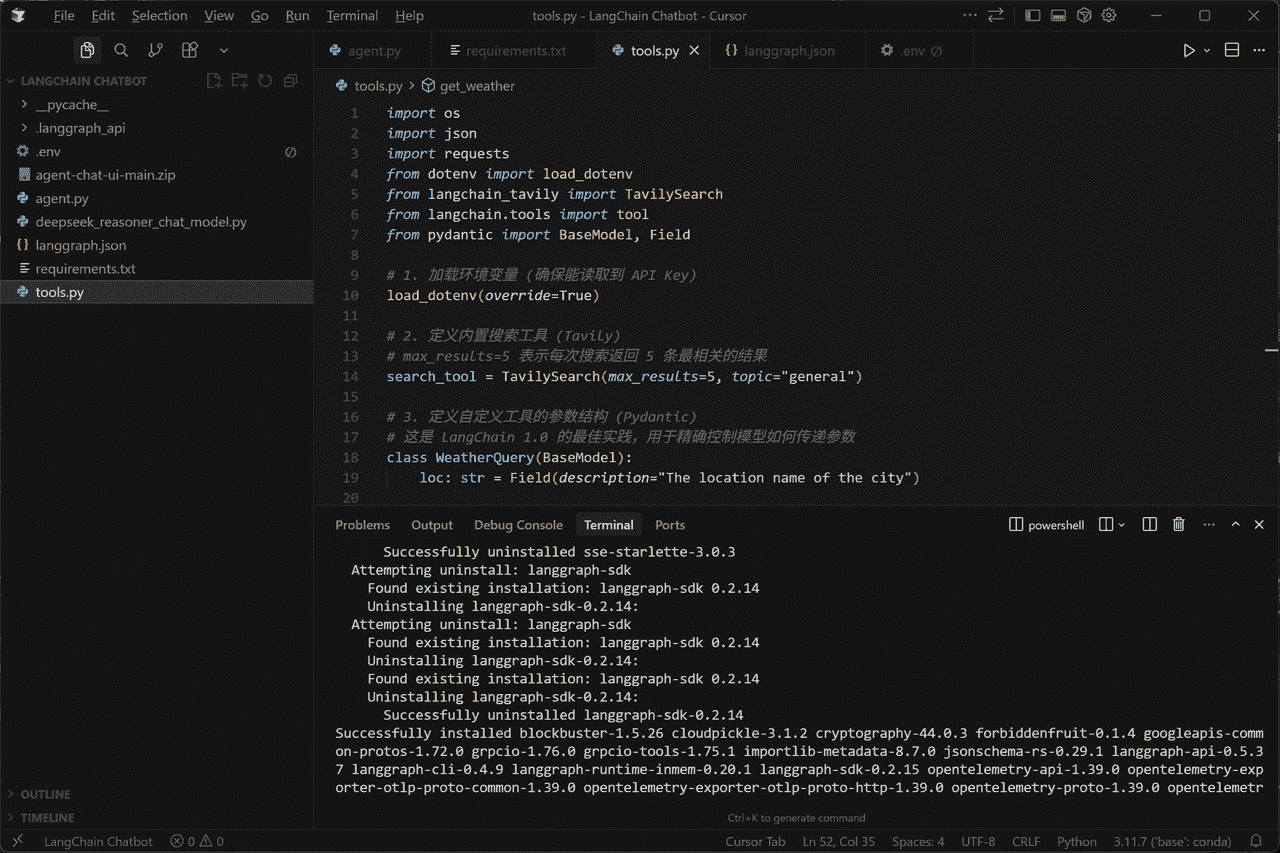 File Edit Selection View Go Run Terminal Help tools.py - LangChain Chatbot - Cursor
agent.py requirements.txt tools.py langgraph.json .env
LANGCHAIN CHATBOT
__pycache__
.langgraph_api
.env
agent-chat-ui-main.zip
agent.py
deepseek_reasoner_chat_model.py
langgraph.json
requirements.txt
tools.py
OUTLINE
TIMELINE
tools.py > get_weather
1 import os
2 import json
3 import requests
4 from dotenv import load_dotenv
5 from langchain_tavily import TavilySearch
6 from langchain.tools import tool
7 from pydantic import BaseModel, Field
8
9 # 1. 加载环境变量 (确保能读取到 API Key)
10 load_dotenv(override=True)
11
12 # 2. 定义内置搜索工具 (Tavily)
13 # max_results=5 表示每次搜索返回 5 条最相关的结果
14 search_tool = TavilySearch(max_results=5, topic="general")
15
16 # 3. 定义自定义工具的参数结构 (Pydantic)
17 # 这是 LangChain 1.0 的最佳实践，用于精确控制模型如何传递参数
18 class WeatherQuery(BaseModel):
19 loc: str = Field(description="The location name of the city")
20
Problems Output Debug Console Terminal Ports powershell
Successfully uninstalled sse-starlette-3.0.3
Attempting uninstall: langgraph-sdk
Found existing installation: langgraph-sdk 0.2.14
Uninstalling langgraph-sdk-0.2.14:
Attempting uninstall: langgraph-sdk
Found existing installation: langgraph-sdk 0.2.14
Uninstalling langgraph-sdk-0.2.14:
Found existing installation: langgraph-sdk 0.2.14
Uninstalling langgraph-sdk-0.2.14:
Successfully uninstalled langgraph-sdk-0.2.14
Successfully installed blockbuster-1.5.26 cloudpickle-3.1.2 cryptography-44.0.3 forbiddenfruit-0.1.4 googleapis-comm
on-protos-1.72.0 grpcio-1.76.0 grpcio-tools-1.75.1 importlib-metadata-8.7.0 jsonschema-rs-0.29.1 langgraph-api-0.5.3
7 langgraph-cli-0.4.9 langgraph-runtime-inmem-0.20.1 langgraph-sdk-0.2.15 opentelemetry-api-1.39.0 opentelemetry-exp
orter-otlp-proto-common-1.39.0 opentelemetry-exporter-otlp-proto-http-1.39.0 opentelemetry-proto-1.39.0 opentelemetr
Ctrl+K to generate command
LangChain Chatbot 0 0 Cursor Tab Ln 52, Col 35 Spaces: 4 UTF-8 CRLF Python 3.11.7 ('base': conda)